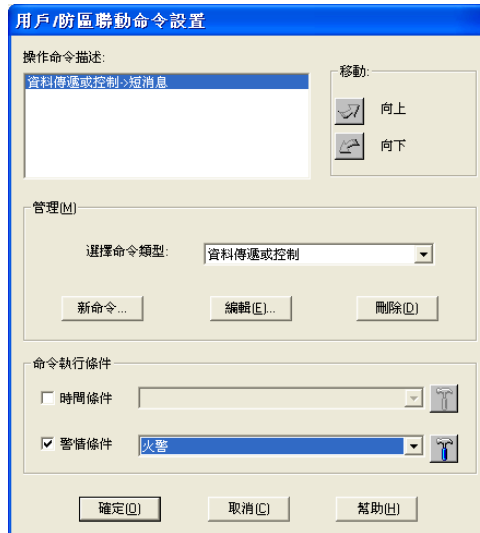 用戶/防區聯動命令設置
操作命令描述:
資料傳遞或控制->短消息
移動:
向上
向下
管理(M)
選擇命令類型:
資料傳遞或控制
新命令...
編輯(E)...
刪除(D)
命令執行條件
時間條件
警情條件
火警
確定(O)
取消(C)
幫助(H)